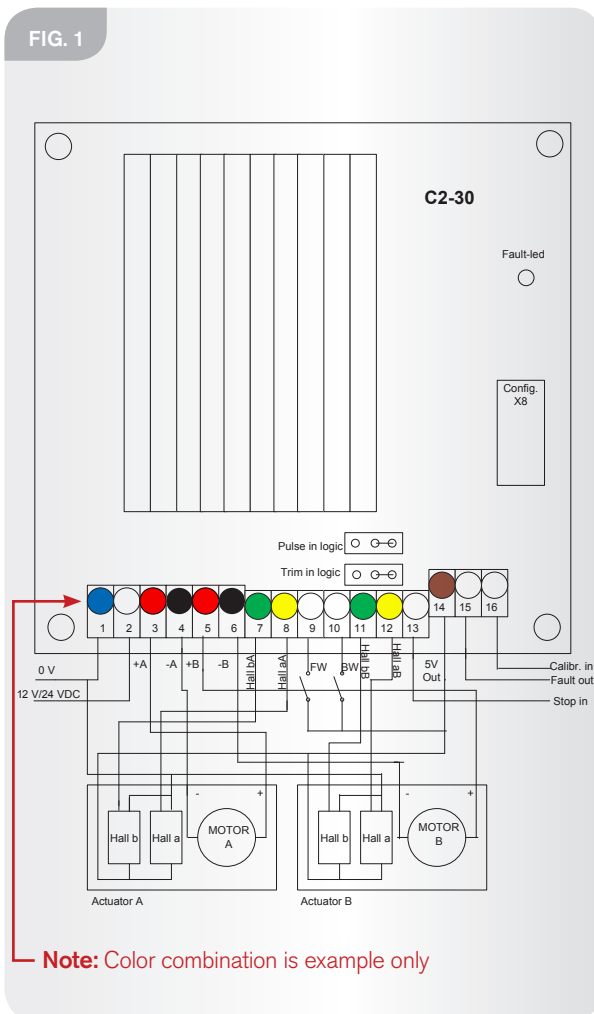 FIG. 1
C2-30
Fault-led
Config.
X8
Pulse in logic
Trim in logic
1 2 3 4 5 6 7 8 9 10 11 12 13 14 15 16
0 V
+A -A +B -B
Hall bA
Hall aA
FW
BW
Hall bB
Hall aB
5V
Out
Calibr. in
Fault out
12 V/24 VDC
Stop in
- +
Hall b
Hall a
MOTOR
A
- +
Hall b
Hall a
MOTOR
B
Actuator A
Actuator B
Note: Color combination is example only